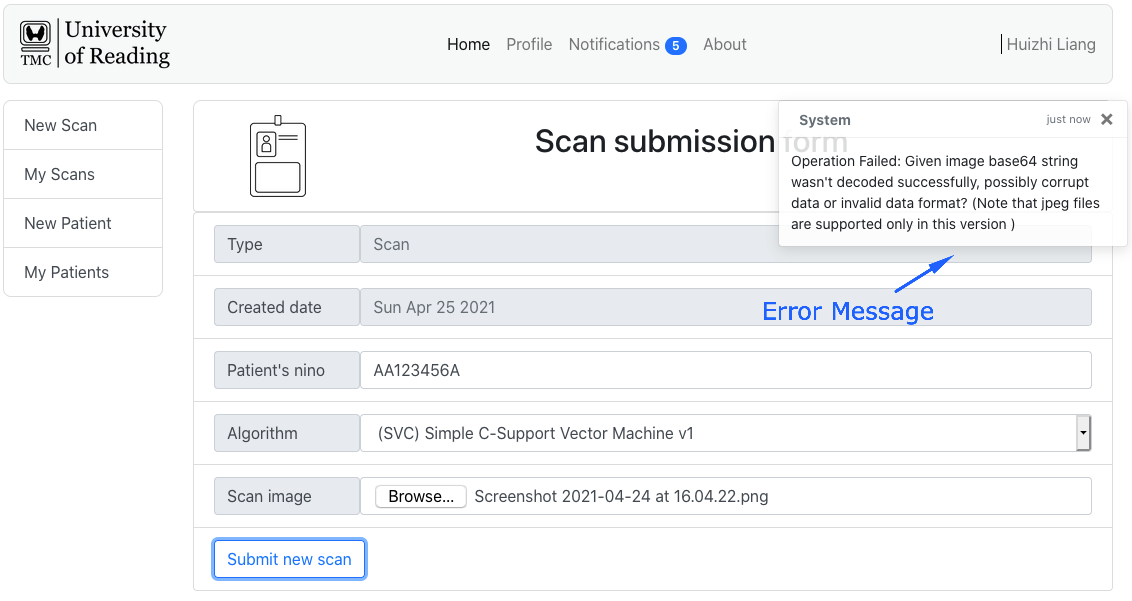 University
of Reading
TMC
Home Profile Notifications 5 About
Huizhi Liang
New Scan
My Scans
New Patient
My Patients
Scan submission form
System just now
Operation Failed: Given image base64 string
wasn't decoded successfully, possibly corrupt
data or invalid data format? (Note that jpeg files
are supported only in this version )
Type Scan
Created date Sun Apr 25 2021
Error Message
Patient's nino AA123456A
Algorithm (SVC) Simple C-Support Vector Machine v1
Scan image Browse... Screenshot 2021-04-24 at 16.04.22.png
Submit new scan